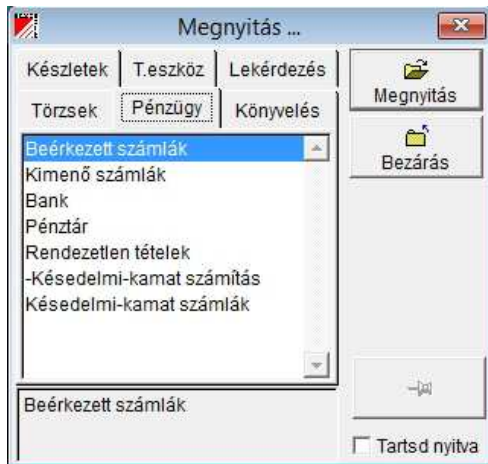 Megnyitás ...
Készletek T.eszköz Lekérdezés
Törzsek Pénzügy Könyvelés
Megnyitás
Bezárás
Beérkezett számlák
Kimenő számlák
Bank
Pénztár
Rendezetlen tételek
-Késedelmi-kamat számítás
Késedelmi-kamat számlák
Beérkezett számlák
Tartsd nyitva